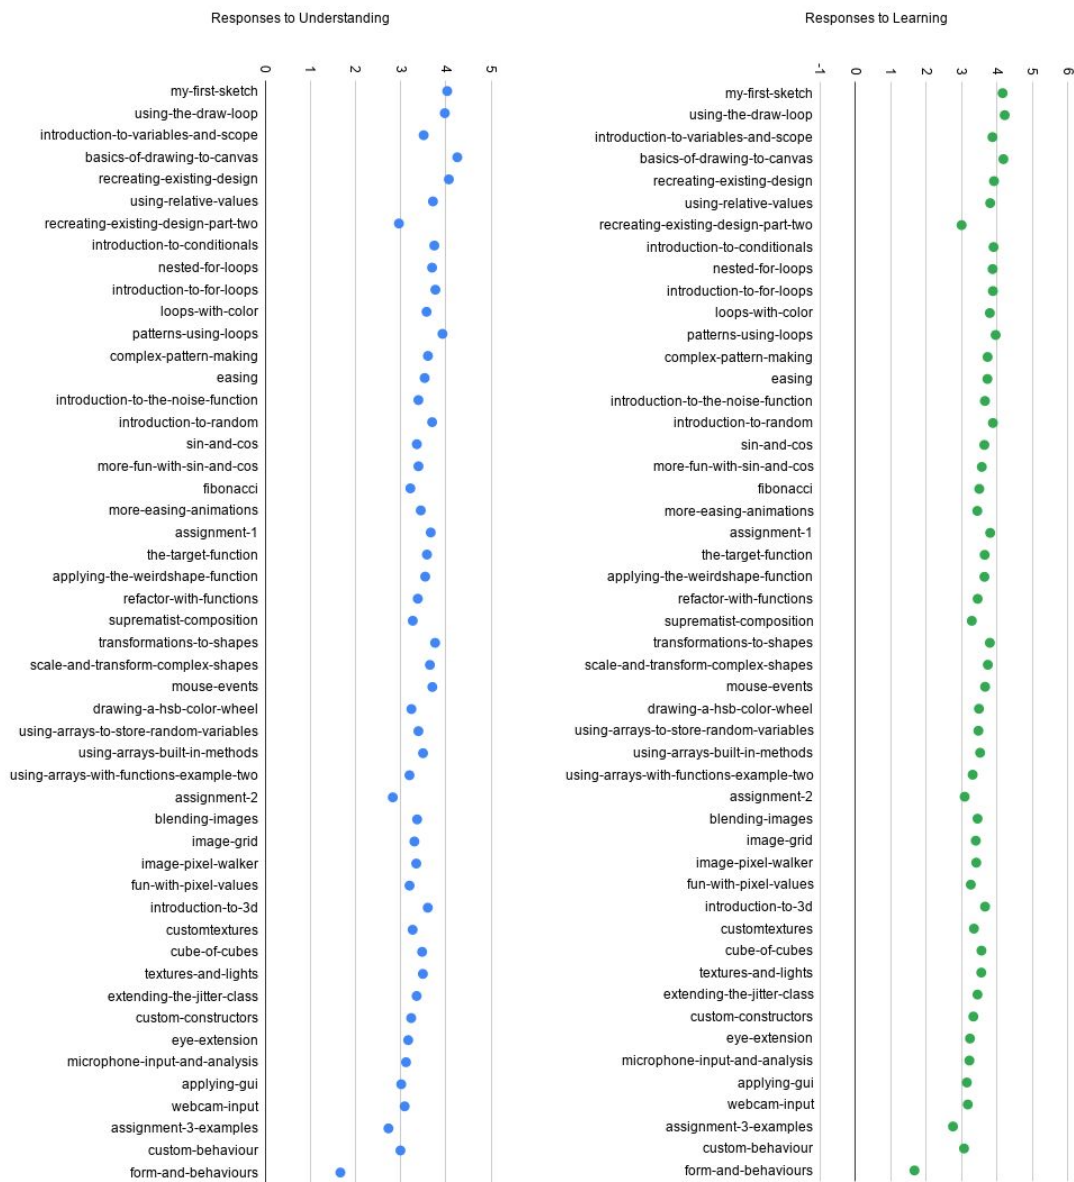 Responses to Understanding
0 1 2 3 4 5
my-first-sketch
using-the-draw-loop
introduction-to-variables-and-scope
basics-of-drawing-to-canvas
recreating-existing-design
using-relative-values
recreating-existing-design-part-two
introduction-to-conditionals
nested-for-loops
introduction-to-for-loops
loops-with-color
patterns-using-loops
complex-pattern-making
easing
introduction-to-the-noise-function
introduction-to-random
sin-and-cos
more-fun-with-sin-and-cos
fibonacci
more-easing-animations
assignment-1
the-target-function
applying-the-weirdshape-function
refactor-with-functions
suprematist-composition
transformations-to-shapes
scale-and-transform-complex-shapes
mouse-events
drawing-a-hsb-color-wheel
using-arrays-to-store-random-variables
using-arrays-built-in-methods
using-arrays-with-functions-example-two
assignment-2
blending-images
image-grid
image-pixel-walker
fun-with-pixel-values
introduction-to-3d
customtextures
cube-of-cubes
textures-and-lights
extending-the-jitter-class
custom-constructors
eye-extension
microphone-input-and-analysis
applying-gui
webcam-input
assignment-3-examples
custom-behaviour
form-and-behaviours
Responses to Learning
-1 0 1 2 3 4 5 6
my-first-sketch
using-the-draw-loop
introduction-to-variables-and-scope
basics-of-drawing-to-canvas
recreating-existing-design
using-relative-values
recreating-existing-design-part-two
introduction-to-conditionals
nested-for-loops
introduction-to-for-loops
loops-with-color
patterns-using-loops
complex-pattern-making
easing
introduction-to-the-noise-function
introduction-to-random
sin-and-cos
more-fun-with-sin-and-cos
fibonacci
more-easing-animations
assignment-1
the-target-function
applying-the-weirdshape-function
refactor-with-functions
suprematist-composition
transformations-to-shapes
scale-and-transform-complex-shapes
mouse-events
drawing-a-hsb-color-wheel
using-arrays-to-store-random-variables
using-arrays-built-in-methods
using-arrays-with-functions-example-two
assignment-2
blending-images
image-grid
image-pixel-walker
fun-with-pixel-values
introduction-to-3d
customtextures
cube-of-cubes
textures-and-lights
extending-the-jitter-class
custom-constructors
eye-extension
microphone-input-and-analysis
applying-gui
webcam-input
assignment-3-examples
custom-behaviour
form-and-behaviours